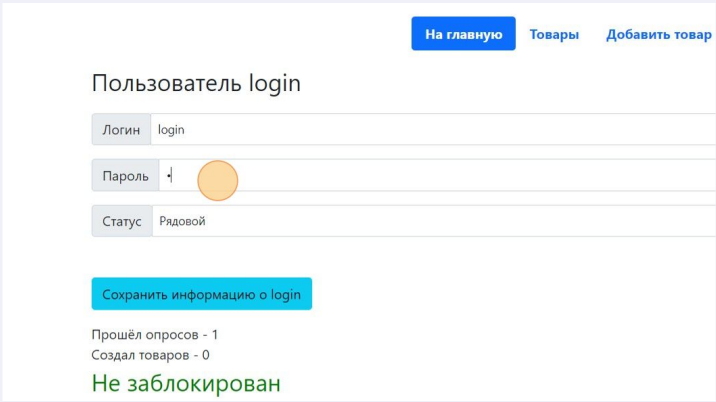 На главную Товары Добавить товар
Пользователь login
Логин login
Пароль •
Статус Рядовой
Сохранить информацию о login
Прошёл опросов - 1
Создал товаров - 0
Не заблокирован